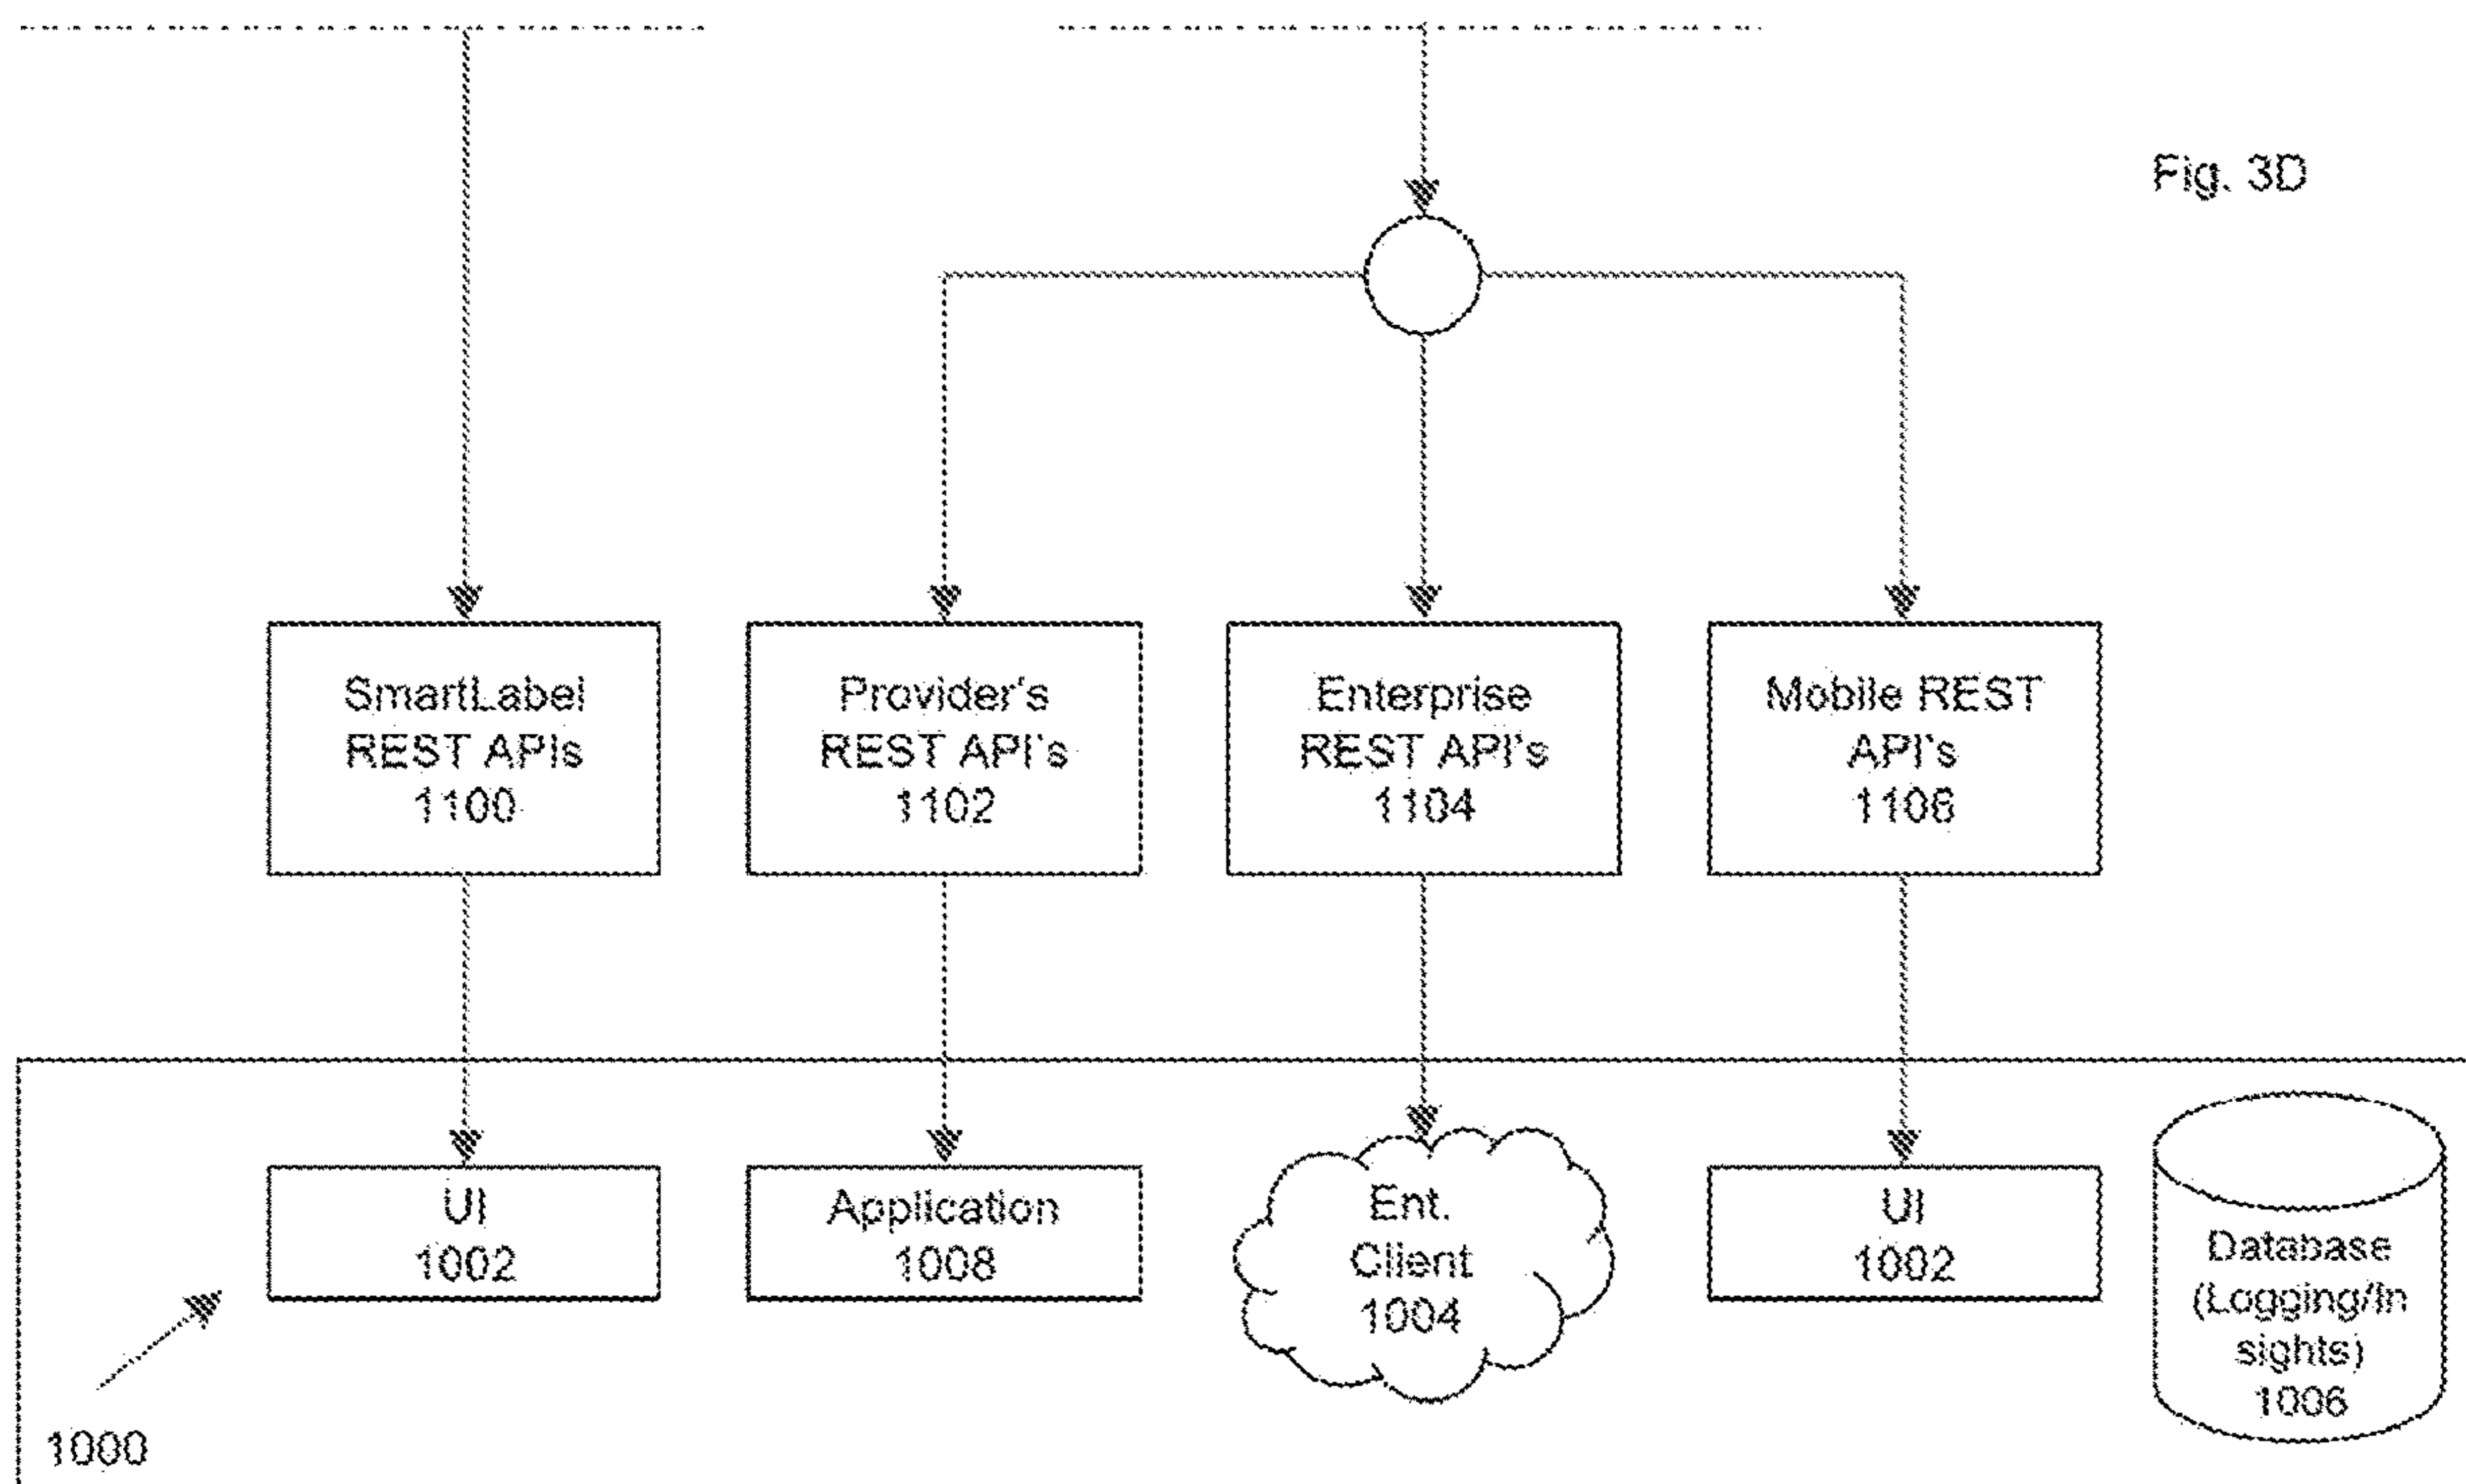 Fig. 3D
SmartLabel
REST APIs
1100
Provider's
REST API's
1102
Enterprise
REST API's
1104
Mobile REST
API's
1106
UI
1002
Application
1008
Ent.
Client
1004
UI
1002
Database
(Logging/In
sights)
1006
1000